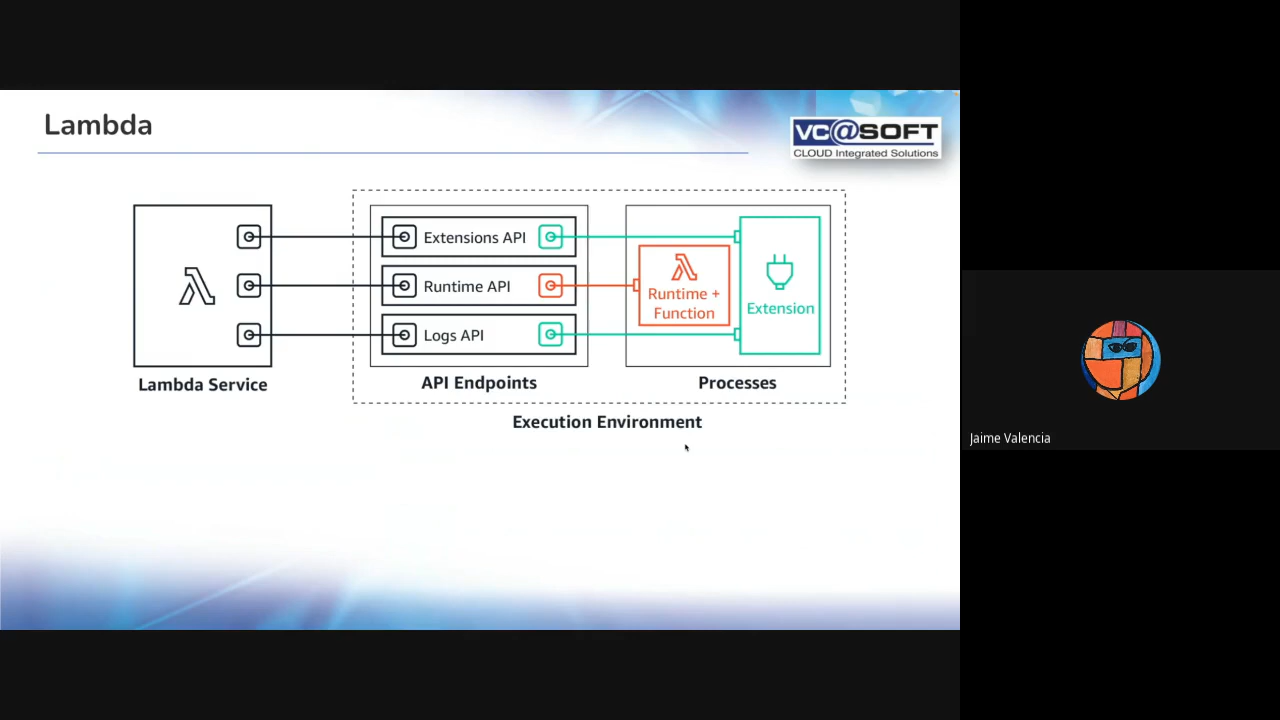 Lambda
VC@SOFT
CLOUD Integrated Solutions
Extensions API
Runtime API
Logs API
Runtime +
Function
Extension
Lambda Service
API Endpoints
Processes
Execution Environment
Jaime Valencia